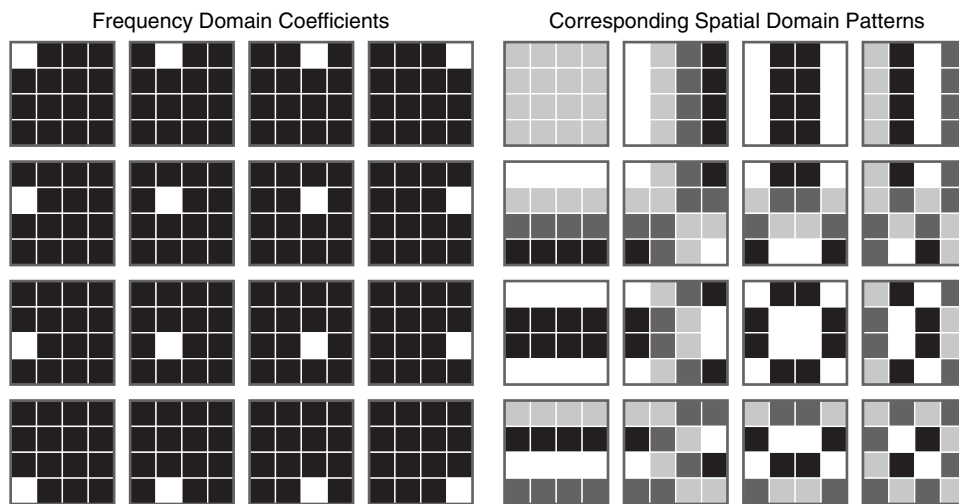 Frequency Domain Coefficients
Corresponding Spatial Domain Patterns